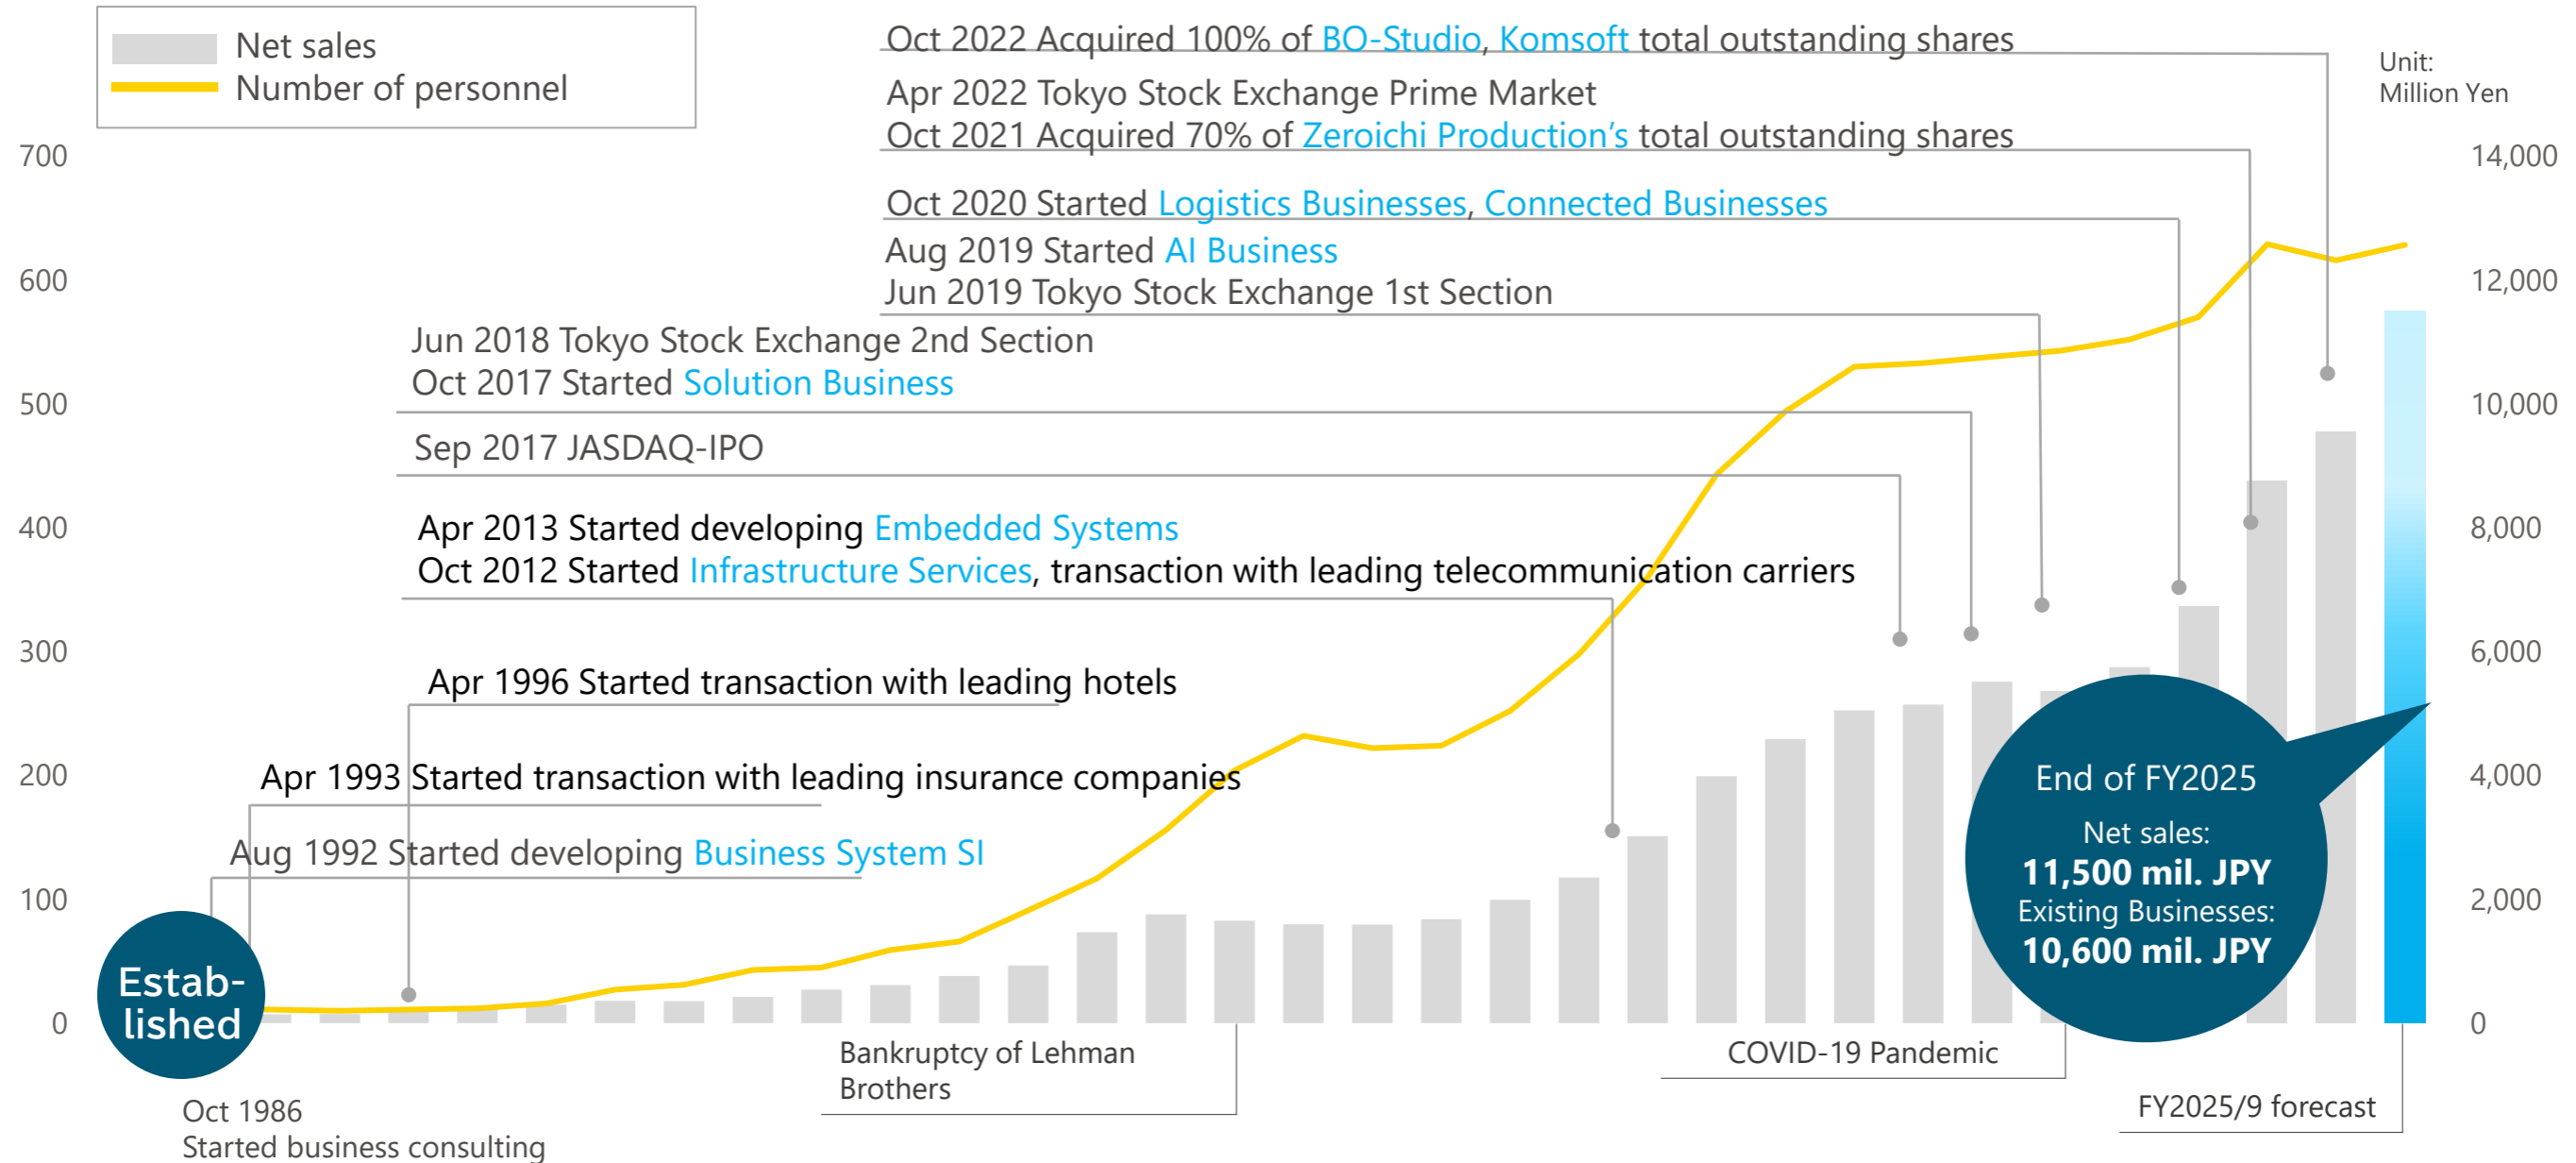 Net sales
Number of personnel
Oct 2022 Acquired 100% of BO-Studio, Komsoft total outstanding shares
Unit:
Million Yen
Apr 2022 Tokyo Stock Exchange Prime Market
Oct 2021 Acquired 70% of Zeroichi Production’s total outstanding shares
Oct 2020 Started Logistics Businesses, Connected Businesses
Aug 2019 Started AI Business
Jun 2019 Tokyo Stock Exchange 1st Section
Jun 2018 Tokyo Stock Exchange 2nd Section
Oct 2017 Started Solution Business
Sep 2017 JASDAQ-IPO
Apr 2013 Started developing Embedded Systems
Oct 2012 Started Infrastructure Services, transaction with leading telecommunication carriers
Apr 1996 Started transaction with leading hotels
Apr 1993 Started transaction with leading insurance companies
Aug 1992 Started developing Business System SI
700
600
500
400
300
200
100
0
14,000
12,000
10,000
8,000
6,000
4,000
2,000
0
Estab-
lished
End of FY2025
Net sales:
11,500 mil. JPY
Existing Businesses:
10,600 mil. JPY
Bankruptcy of Lehman
Brothers
COVID-19 Pandemic
FY2025/9 forecast
Oct 1986
Started business consulting